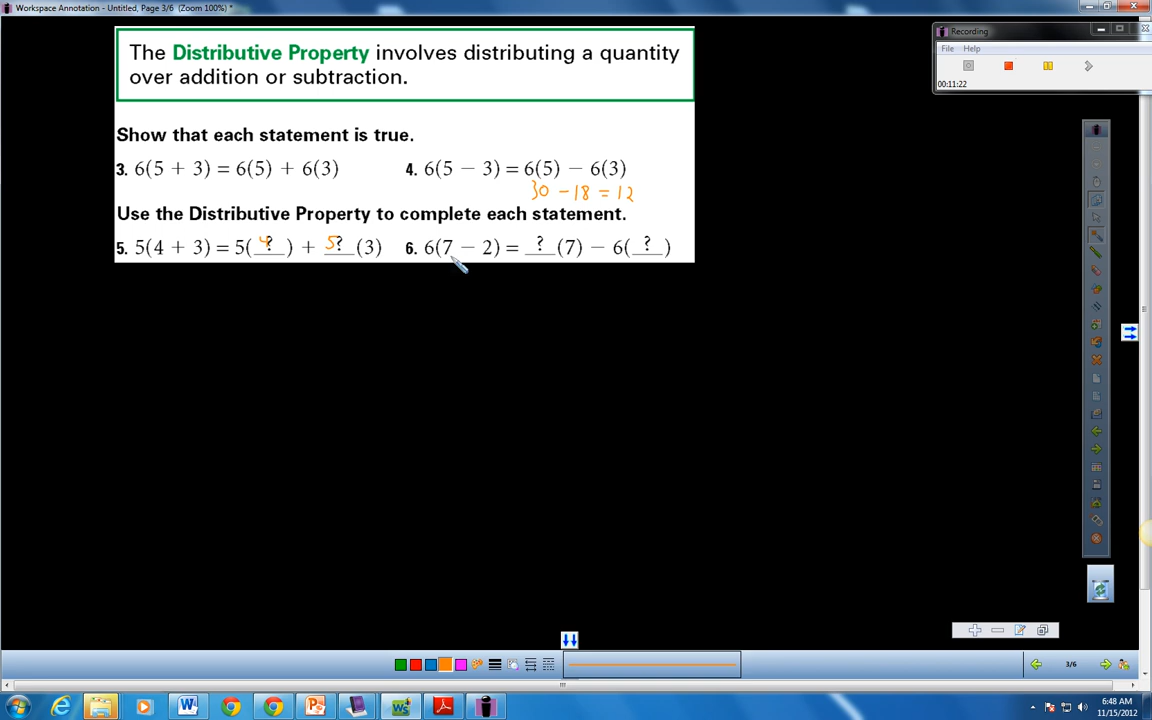 Workspace Annotation - Untitled, Page 3/6 (Zoom 100%) *
Recording
File Help
00:11:22
The Distributive Property involves distributing a quantity
over addition or subtraction.
Show that each statement is true.
3. 6(5 + 3) = 6(5) + 6(3)
4. 6(5 − 3) = 6(5) − 6(3)
30 - 18 = 12
Use the Distributive Property to complete each statement.
5. 5(4 + 3) = 5( 4 ? ) + 5 ? (3)
6. 6(7 − 2) = ? (7) − 6( ? )
3/6
6:48 AM
11/15/2012